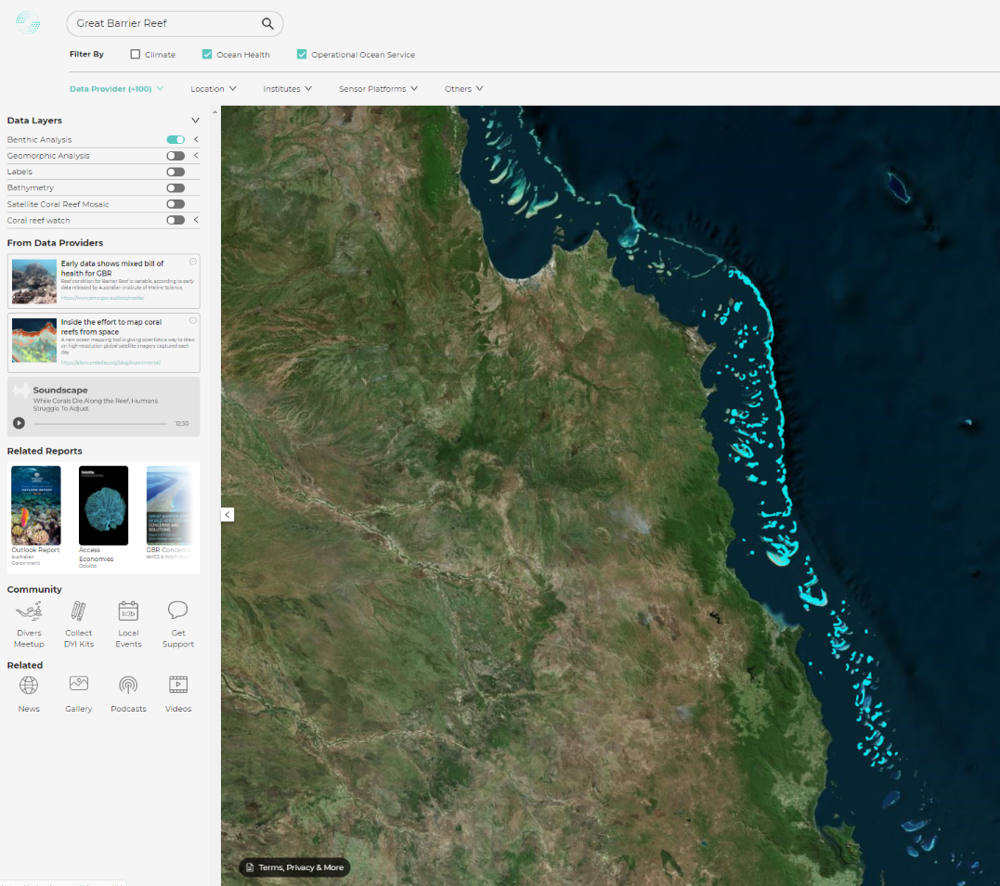 Great Barrier Reef
Filter By
Climate
Ocean Health
Operational Ocean Service
Data Provider (+100)
Location
Institutes
Sensor Platforms
Others
Data Layers
Benthic Analysis
Geomorphic Analysis
Labels
Bathymetry
Satellite Coral Reef Mosaic
Coral reef watch
From Data Providers
Early data shows mixed bill of
health for GBR
Reef condition for Barrier Reef is variable, according to early
data released by Australian Institute of Marine Science.
Inside the effort to map coral
reefs from space
A new ocean mapping tool is giving scientists a way to draw
on high-resolution global satellite imagery captured each
day.
Soundscape
While Corals Die Along the Reef, Humans
Struggle To Adjust
12:30
Related Reports
OUTLOOK REPORT
Deloitte
CONCERNS AND
SOLUTIONS
Outlook Report
Australian
Government
Access
Economies
Deloitte
GBR Concerns
Community
Divers
Meetup
Collect
DYI Kits
Local
Events
Get
Support
Related
News
Gallery
Podcasts
Videos
Terms, Privacy & More